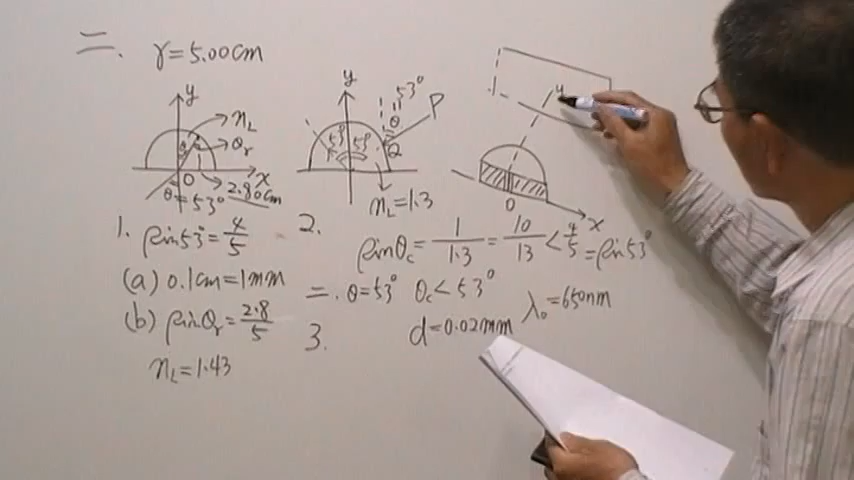 二. r=5.00cm
y
n_L
θ_r
θ
x
O
θ=53° 2.80cm
y
53°
θ
P
53° 53°
Q
n_L=1.3
y
O
x
1. sin53°=4/5
(a) 0.1cm=1mm
(b) sinθ_r=2.8/5
n_L=1.43
2.
sinθ_c=1/1.3=10/13<4/5=sin53°
=. θ=53° θ_c<53°
3. d=0.02mm λ_0=650nm